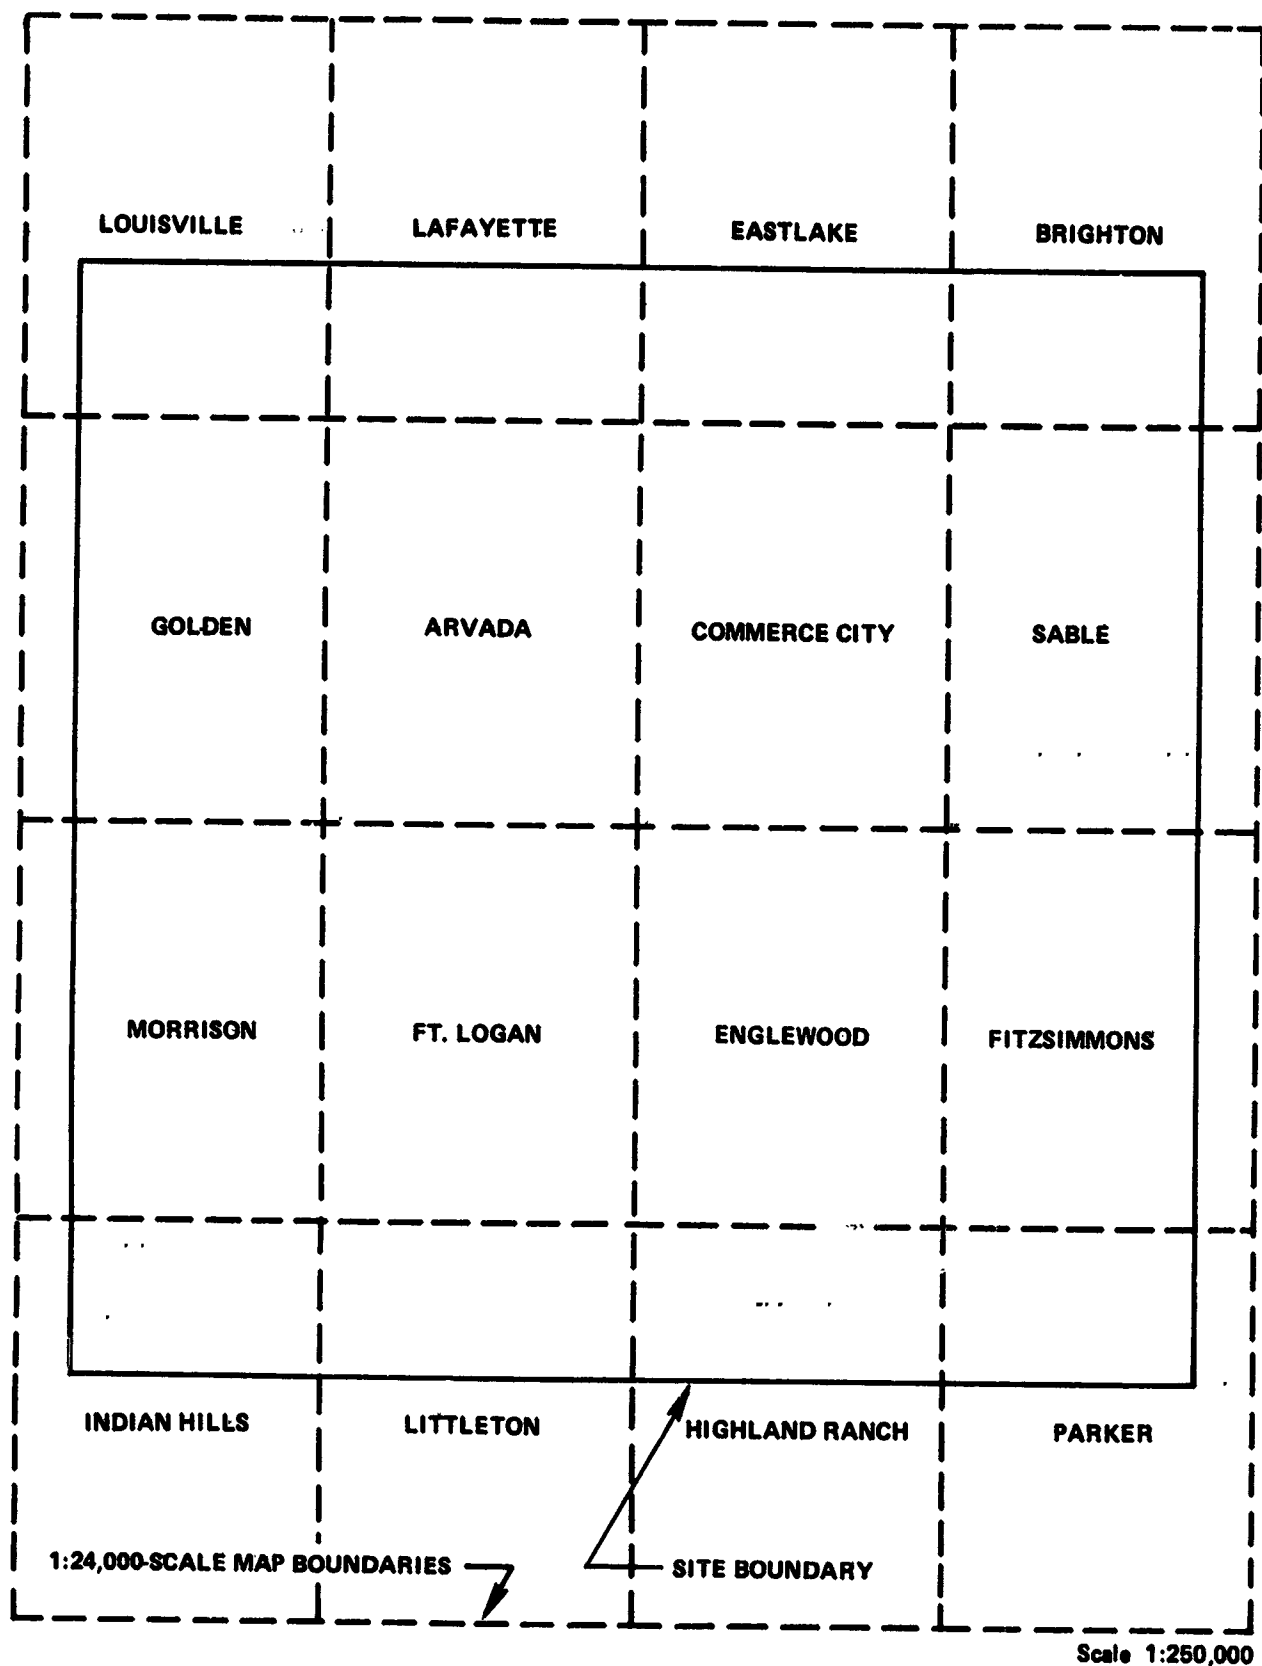 LOUISVILLE
LAFAYETTE
EASTLAKE
BRIGHTON
GOLDEN
ARVADA
COMMERCE CITY
SABLE
MORRISON
FT. LOGAN
ENGLEWOOD
FITZSIMMONS
INDIAN HILLS
LITTLETON
HIGHLAND RANCH
PARKER
1:24,000-SCALE MAP BOUNDARIES
SITE BOUNDARY
Scale 1:250,000